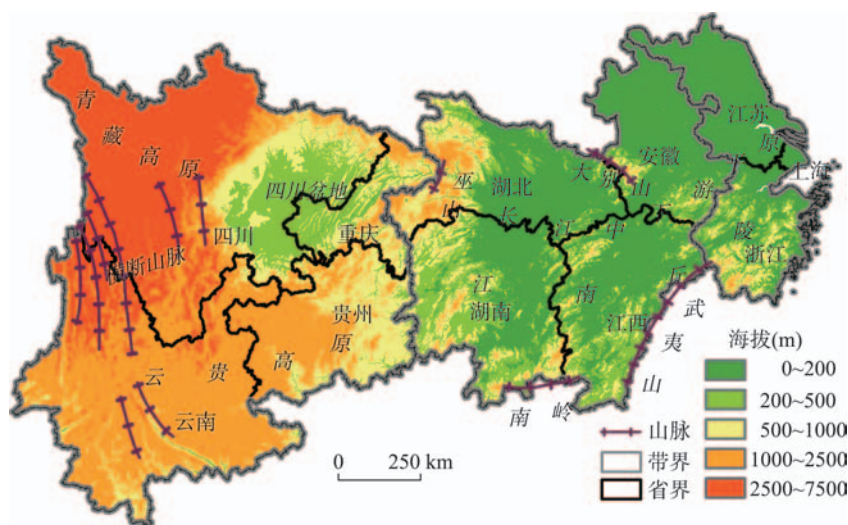 青藏高原
四川盆地
四川
重庆
横断山脉
云贵高原
贵州
云南
巫山
湖北
大别山
安徽
江苏
上海
长江中下游平原
江南丘陵
浙江
湖南
江西
武夷山
南岭
海拔(m)
0~200
200~500
500~1000
1000~2500
2500~7500
山脉
带界
省界
0 250 km